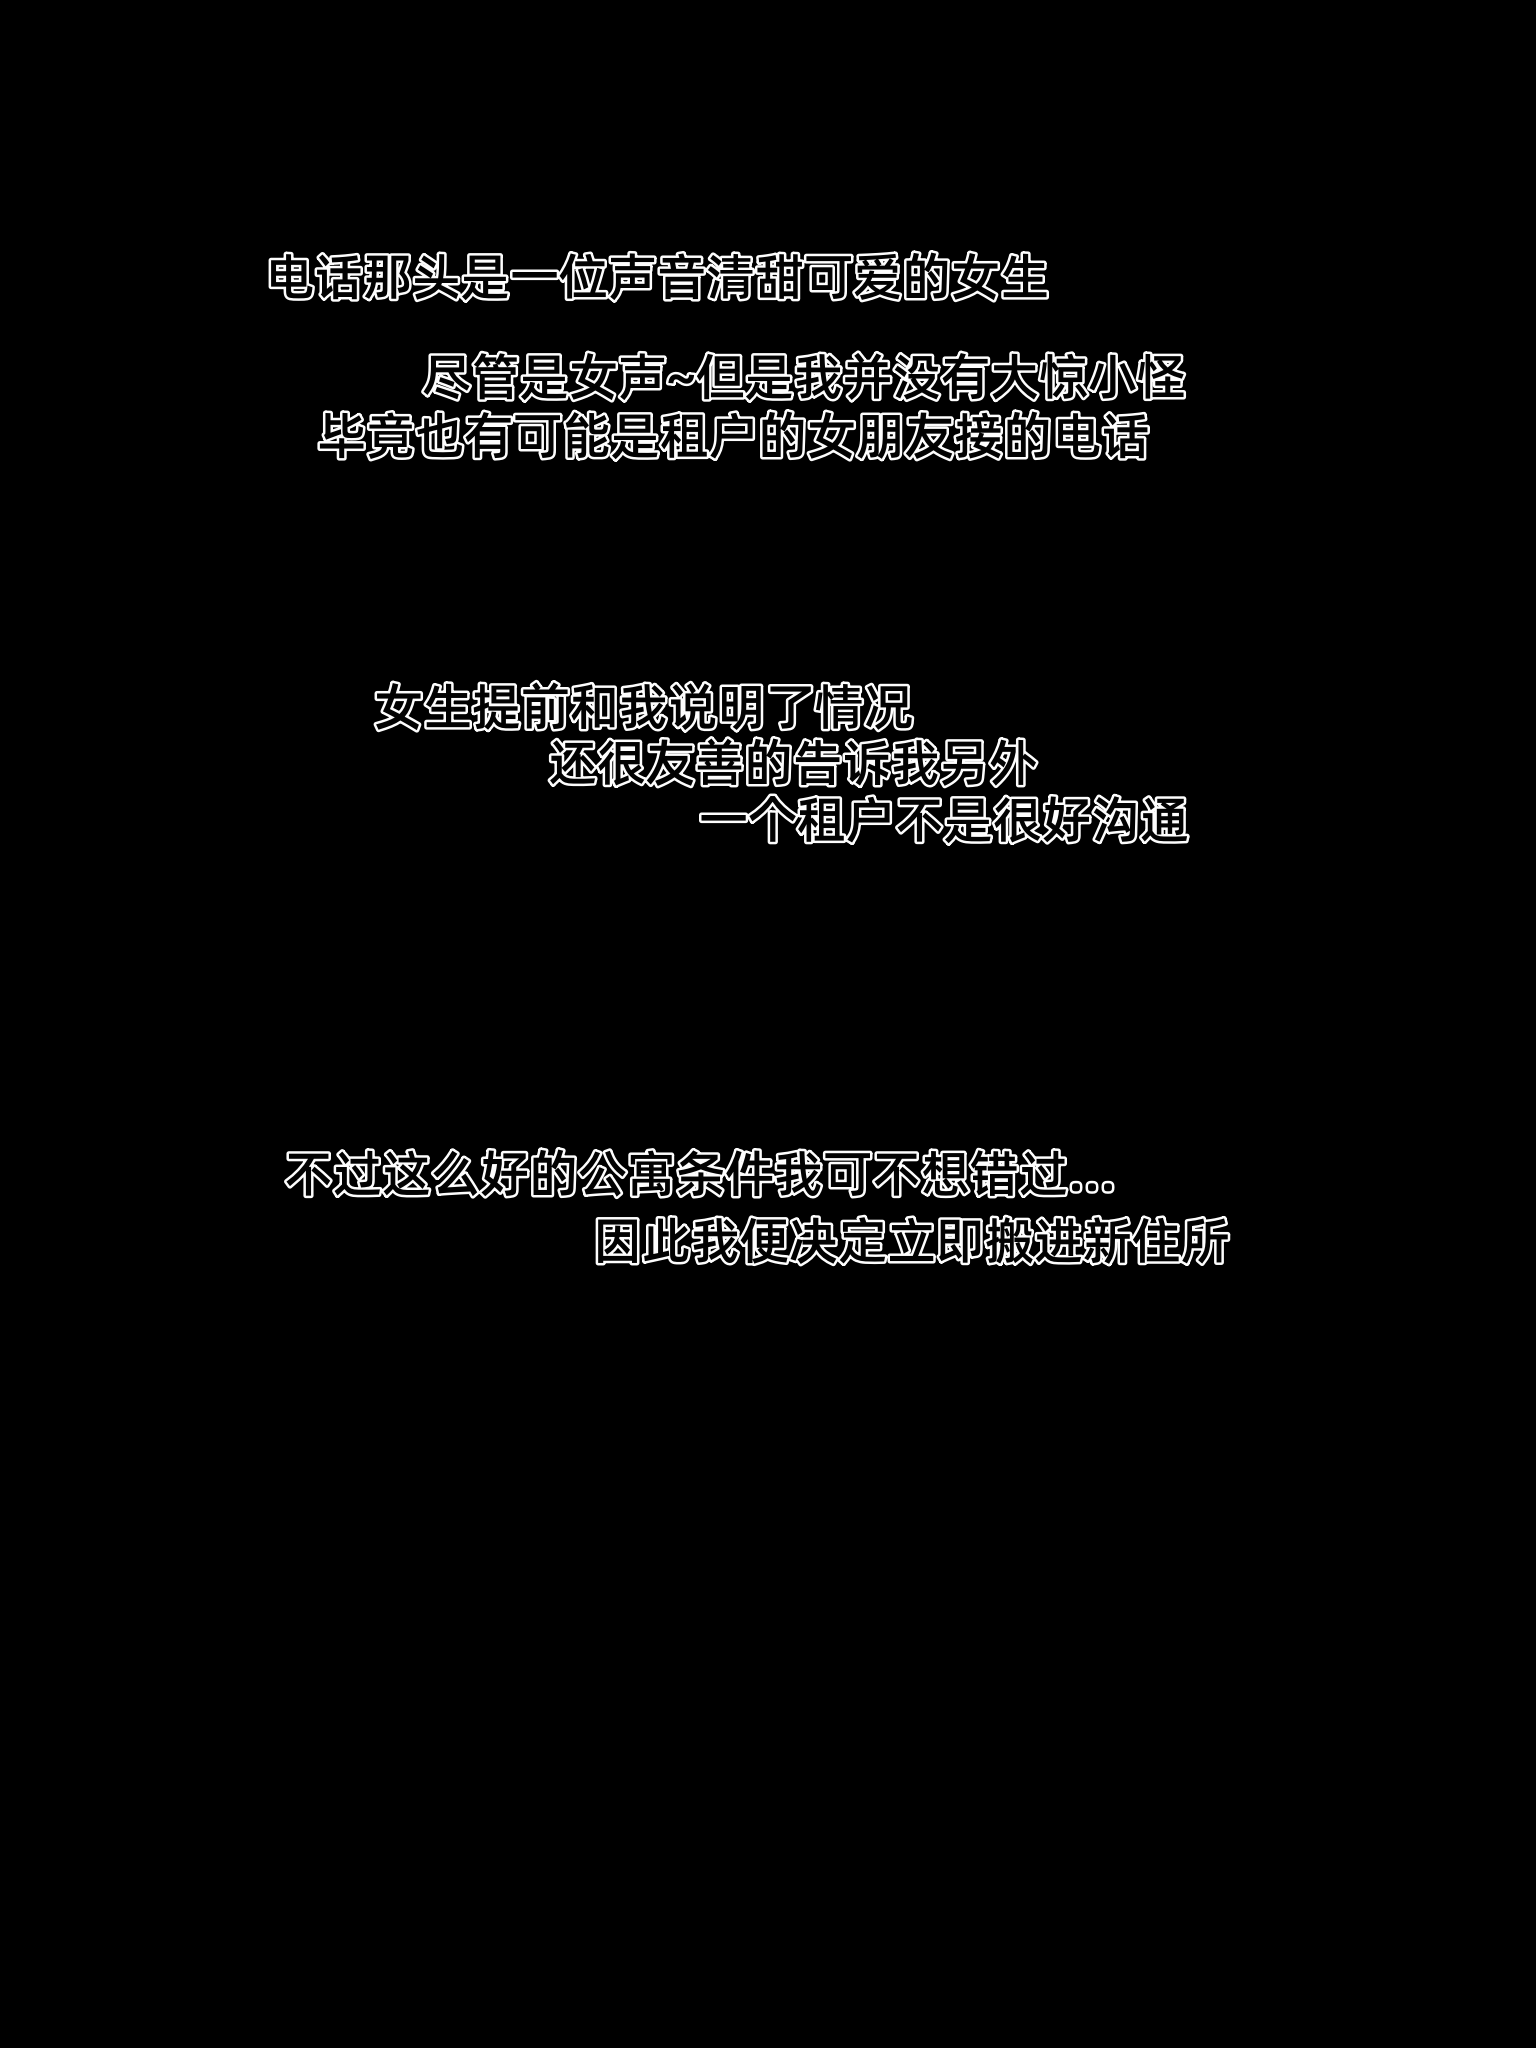 电话那头是一位声音清甜可爱的女生
尽管是女声~但是我并没有大惊小怪
毕竟也有可能是租户的女朋友接的电话
女生提前和我说明了情况
还很友善的告诉我另外
一个租户不是很好沟通
不过这么好的公寓条件我可不想错过...
因此我便决定立即搬进新住所